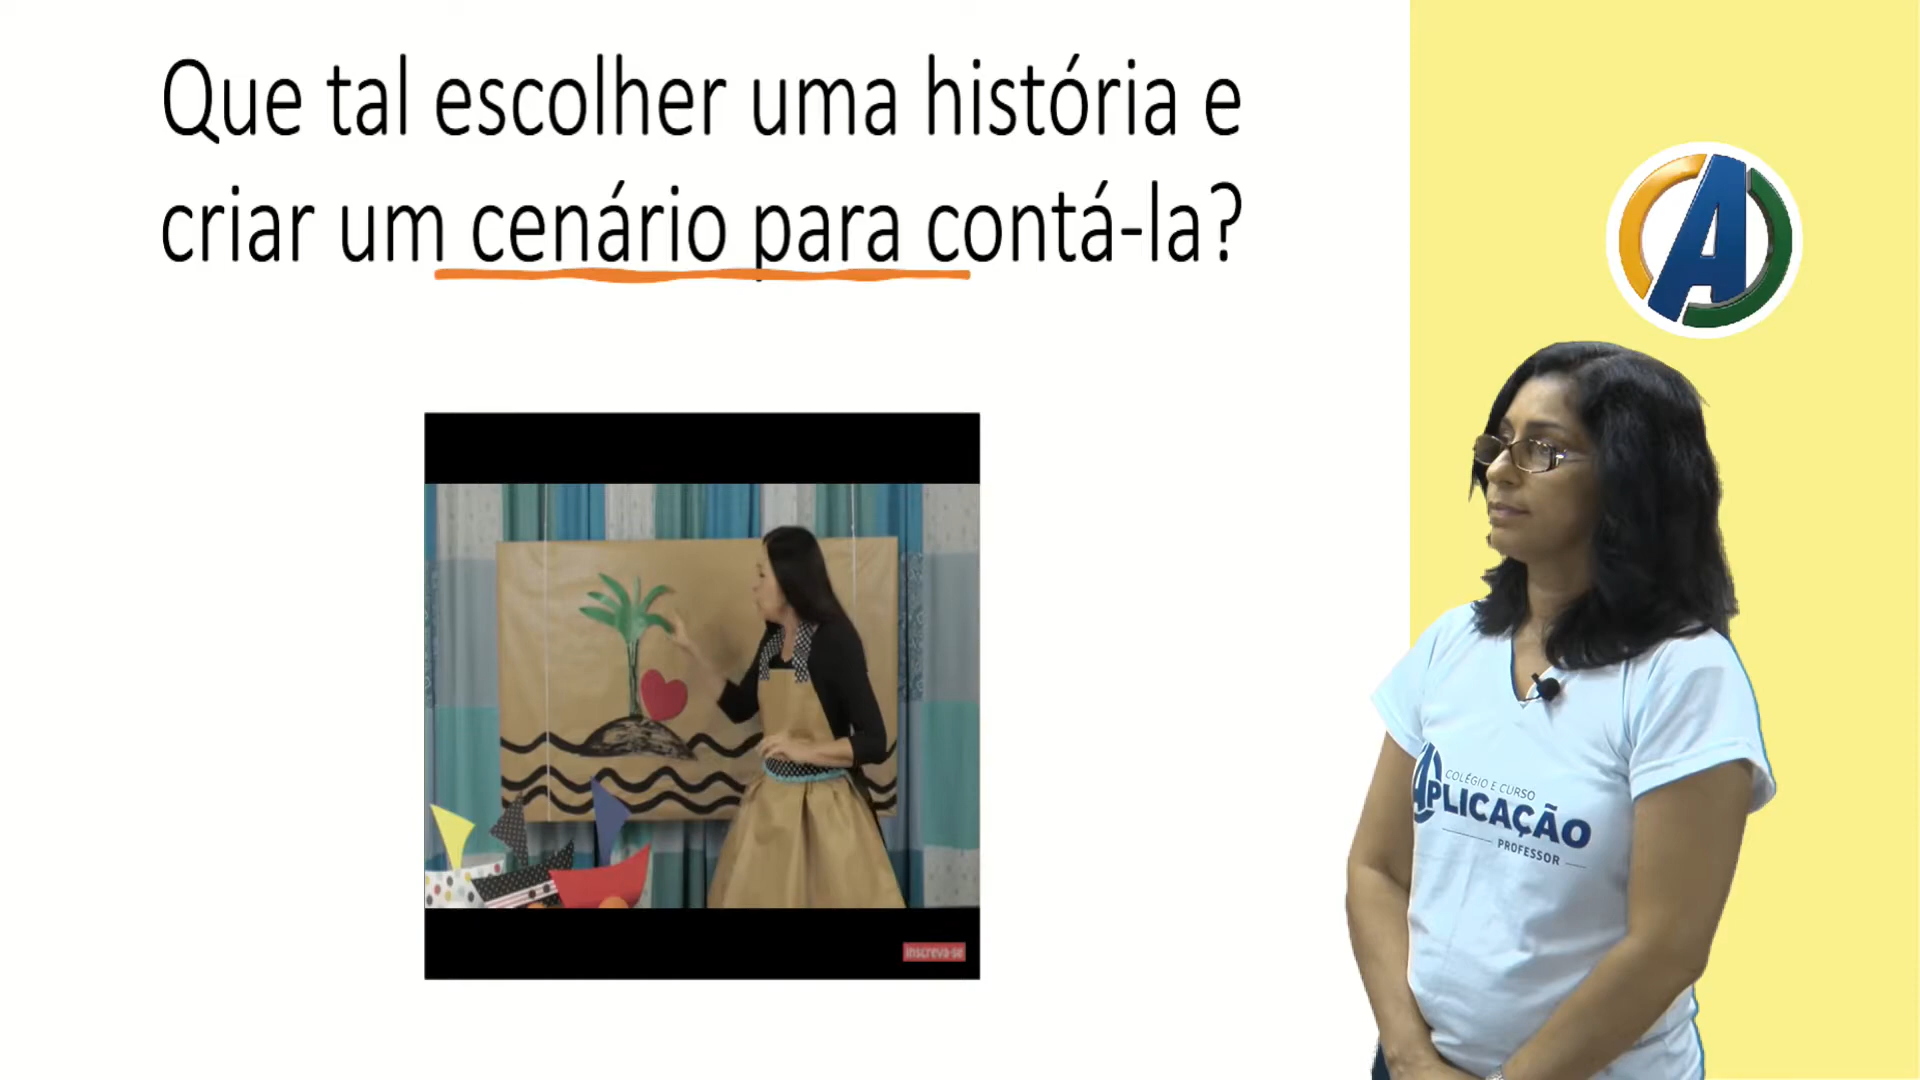 Que tal escolher uma história e
criar um cenário para contá-la?
A
COLÉGIO E CURSO
APLICAÇÃO
PROFESSOR
inscreva-se